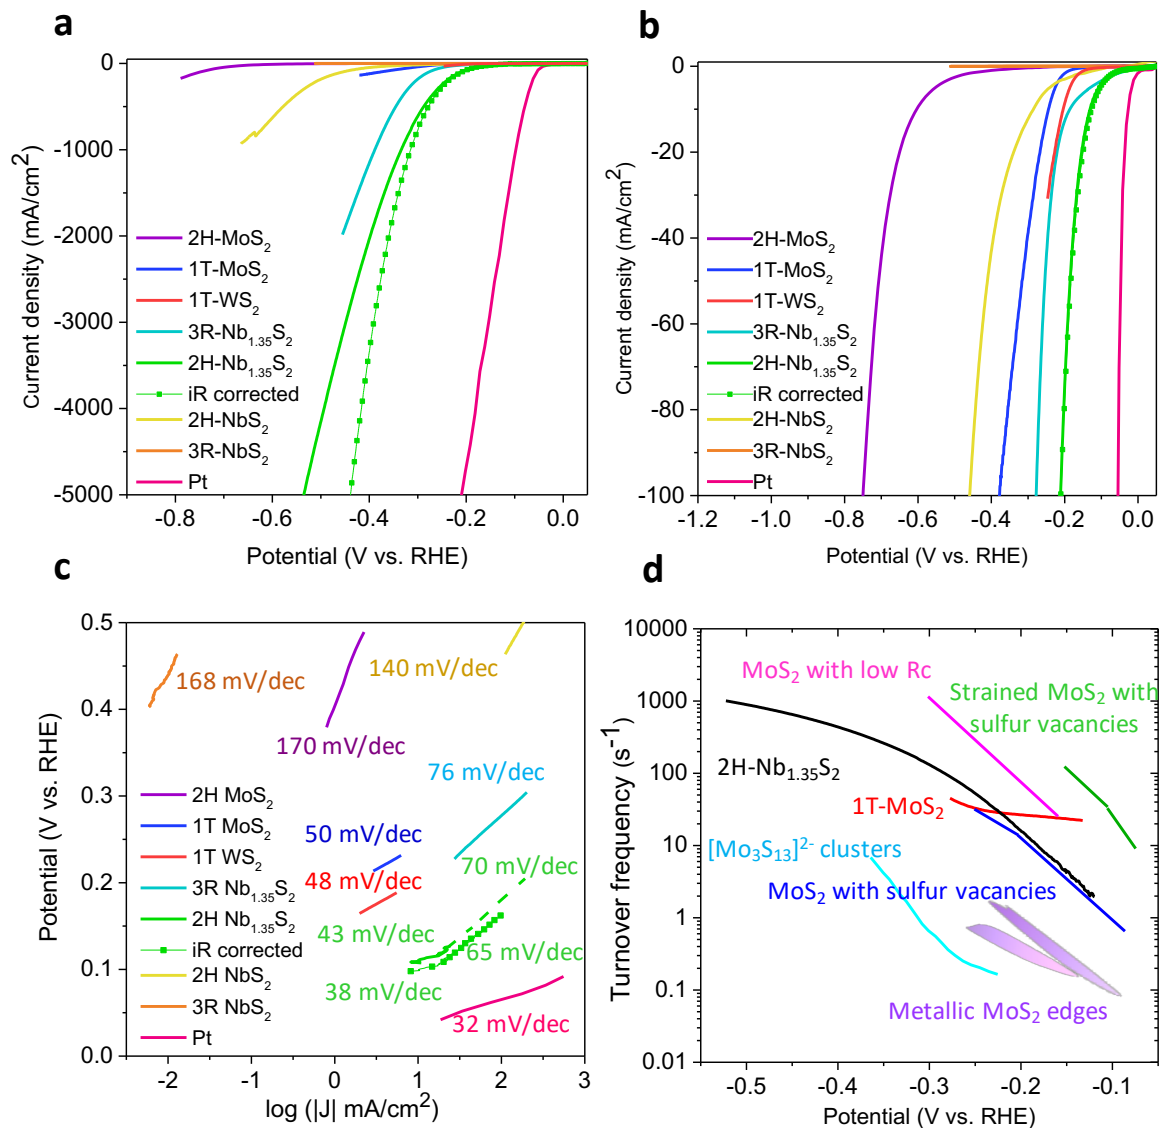 a
0
-1000
-2000
-3000
-4000
-5000
Current density (mA/cm²)
2H-MoS₂
1T-MoS₂
1T-WS₂
3R-Nb₁.₃₅S₂
2H-Nb₁.₃₅S₂
iR corrected
2H-NbS₂
3R-NbS₂
Pt
-0.8 -0.6 -0.4 -0.2 0.0
Potential (V vs. RHE)
b
0
-20
-40
-60
-80
-100
Current density (mA/cm²)
2H-MoS₂
1T-MoS₂
1T-WS₂
3R-Nb₁.₃₅S₂
2H-Nb₁.₃₅S₂
iR corrected
2H-NbS₂
3R-NbS₂
Pt
-1.2 -1.0 -0.8 -0.6 -0.4 -0.2 0.0
Potential (V vs. RHE)
c
0.5
0.4
0.3
0.2
0.1
0.0
Potential (V vs. RHE)
168 mV/dec
140 mV/dec
170 mV/dec
76 mV/dec
50 mV/dec
70 mV/dec
48 mV/dec
43 mV/dec
65 mV/dec
38 mV/dec
32 mV/dec
2H MoS₂
1T MoS₂
1T WS₂
3R Nb₁.₃₅S₂
2H Nb₁.₃₅S₂
iR corrected
2H NbS₂
3R NbS₂
Pt
-2 -1 0 1 2 3
log (|J| mA/cm²)
d
10000
1000
100
10
1
0.1
0.01
Turnover frequency (s⁻¹)
MoS₂ with low Rc
Strained MoS₂ with
sulfur vacancies
2H-Nb₁.₃₅S₂
1T-MoS₂
[Mo₃S₁₃]²⁻ clusters
MoS₂ with sulfur vacancies
Metallic MoS₂ edges
-0.5 -0.4 -0.3 -0.2 -0.1
Potential (V vs. RHE)